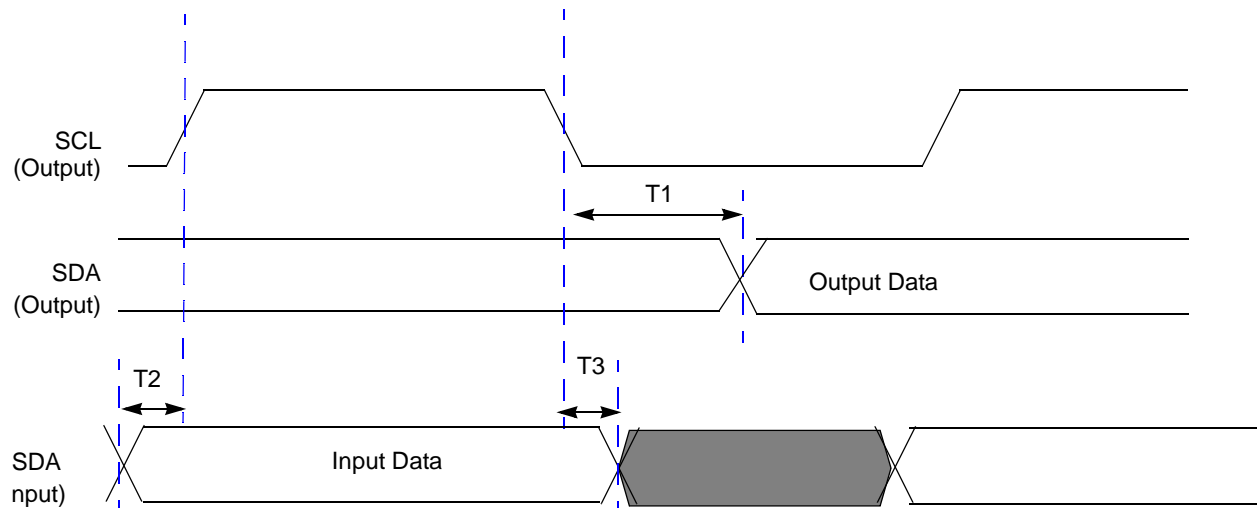 SCL
(Output)
T1
SDA
(Output)
Output Data
T2
T3
SDA
nput)
Input Data